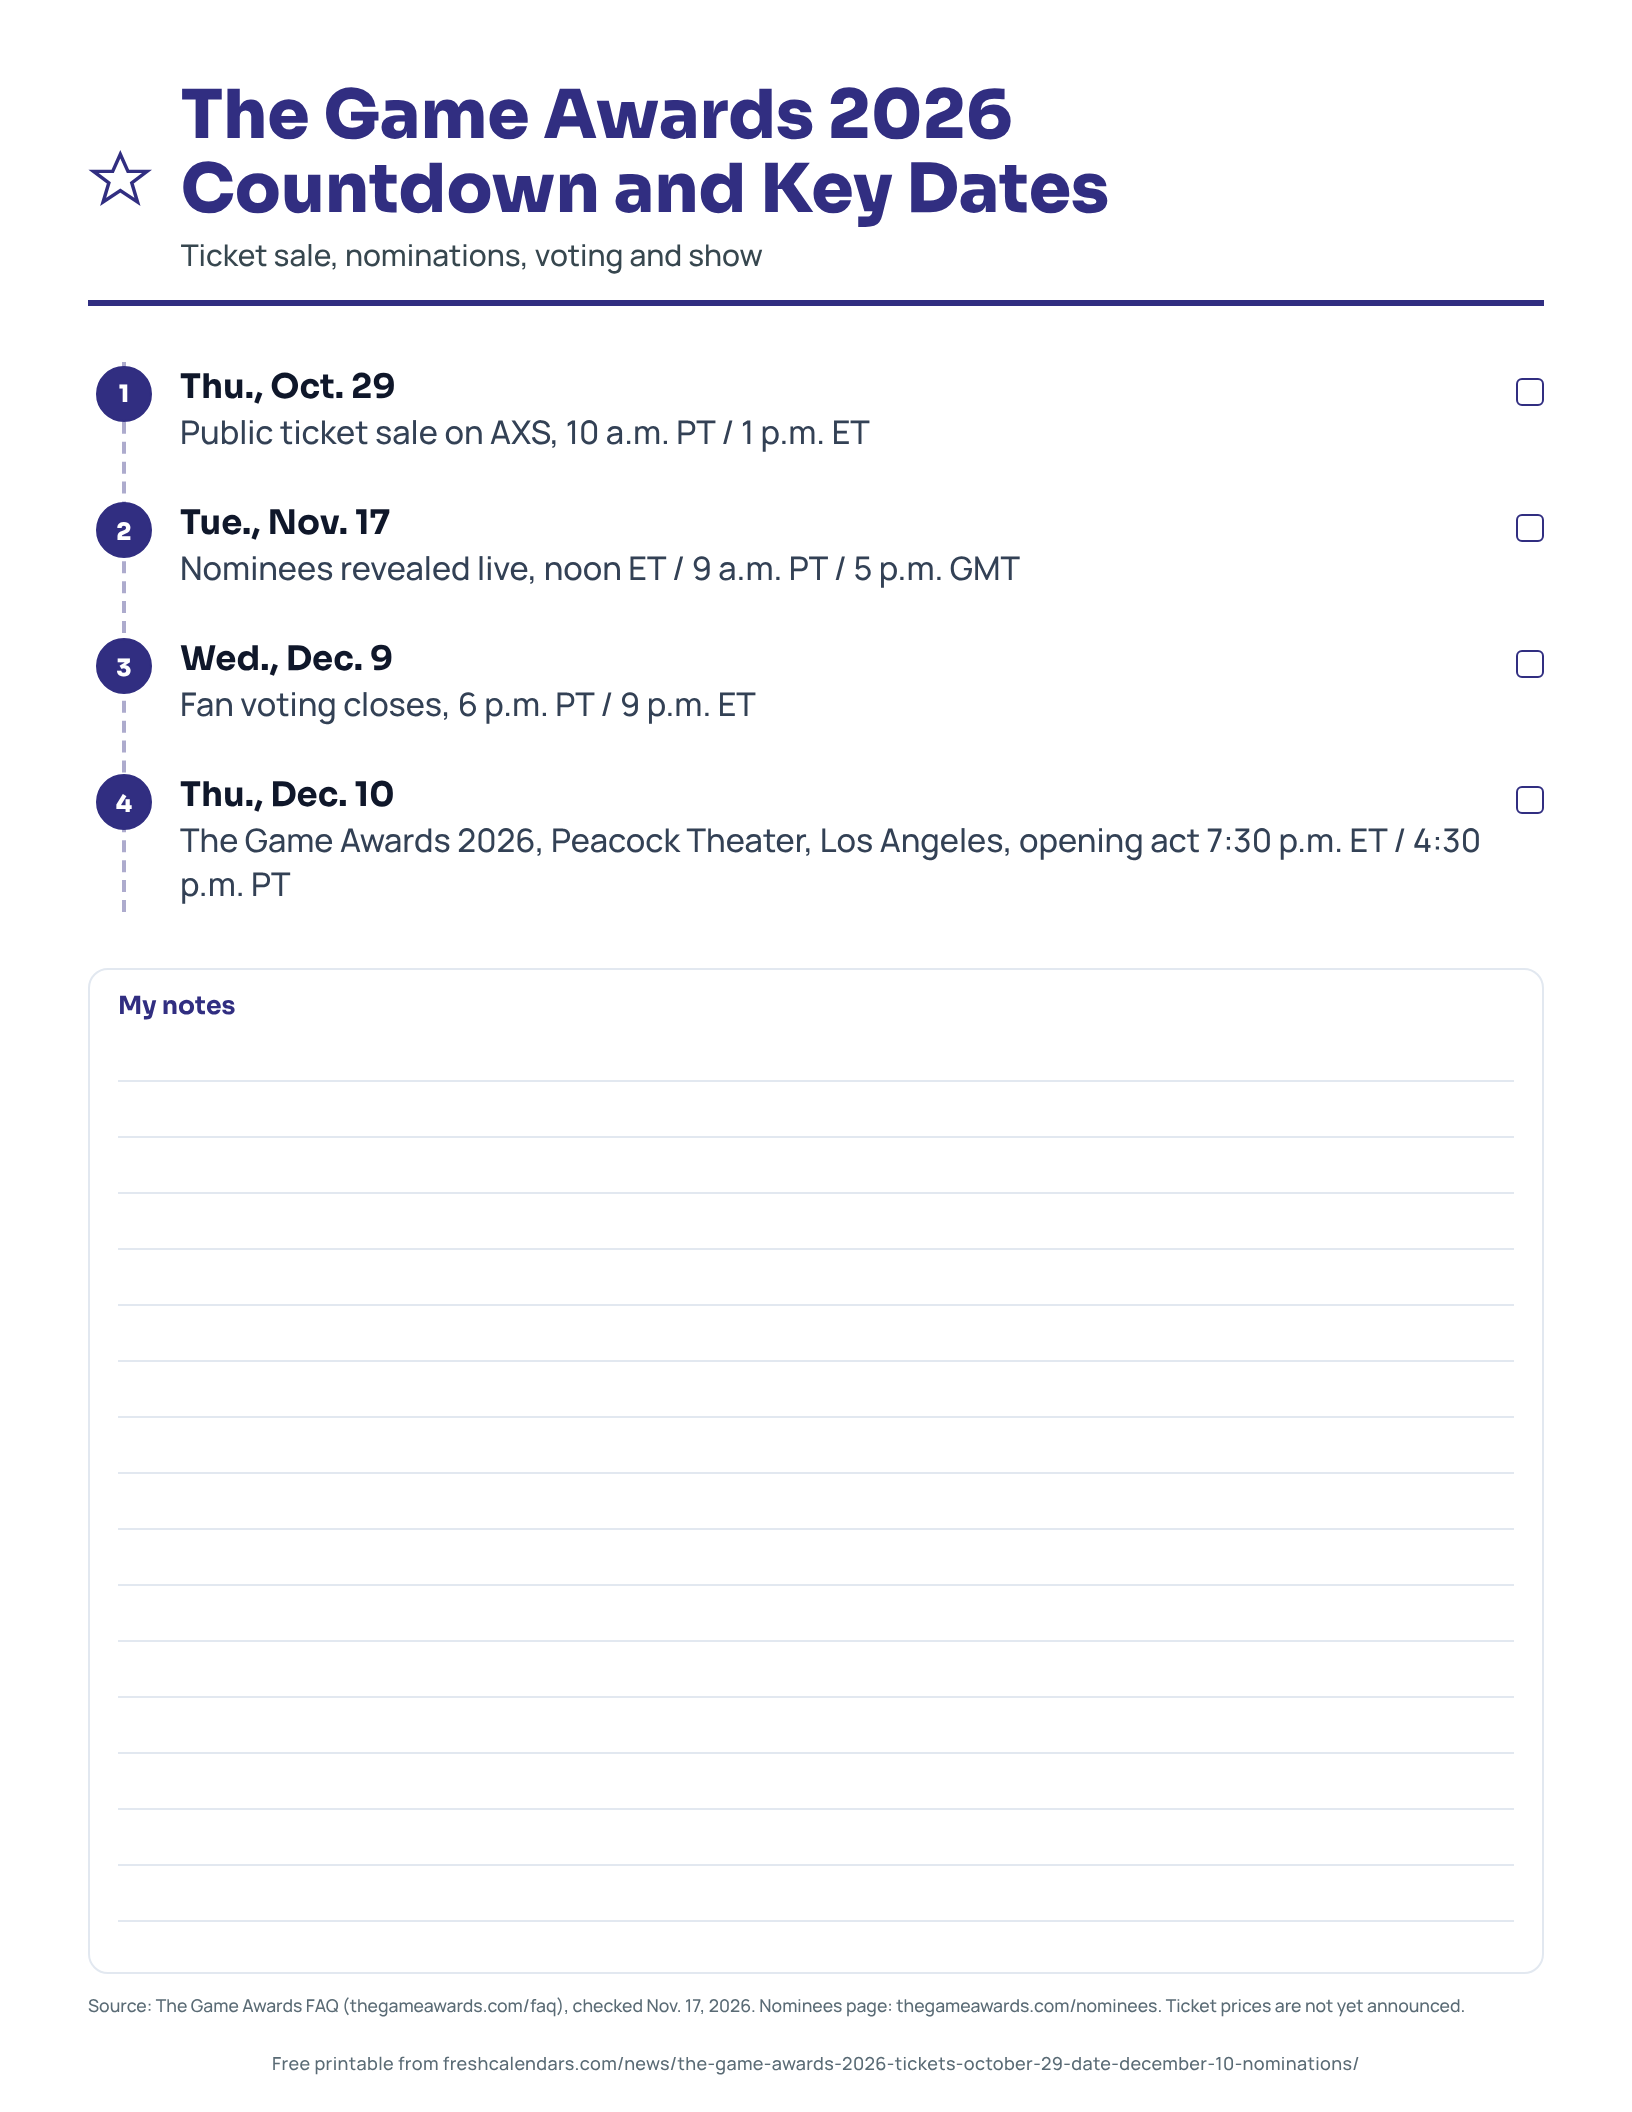 The Game Awards 2026
Countdown and Key Dates
Ticket sale, nominations, voting and show
1
Thu., Oct. 29
Public ticket sale on AXS, 10 a.m. PT / 1 p.m. ET
2
Tue., Nov. 17
Nominees revealed live, noon ET / 9 a.m. PT / 5 p.m. GMT
3
Wed., Dec. 9
Fan voting closes, 6 p.m. PT / 9 p.m. ET
4
Thu., Dec. 10
The Game Awards 2026, Peacock Theater, Los Angeles, opening act 7:30 p.m. ET / 4:30
p.m. PT
My notes
Source: The Game Awards FAQ (thegameawards.com/faq), checked Nov. 17, 2026. Nominees page: thegameawards.com/nominees. Ticket prices are not yet announced.
Free printable from freshcalendars.com/news/the-game-awards-2026-tickets-october-29-date-december-10-nominations/